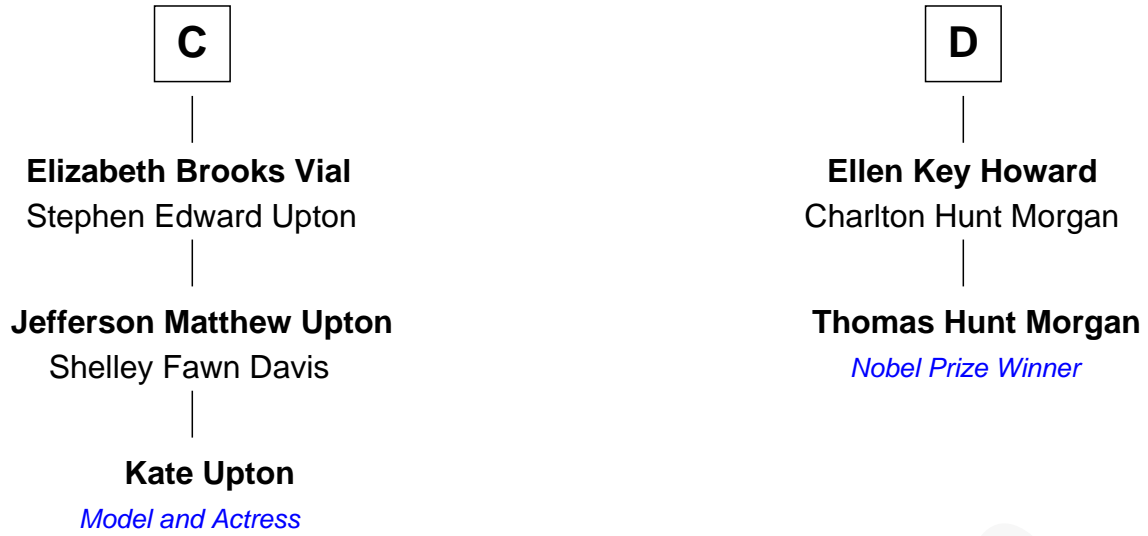 C
Elizabeth Brooks Vial
Stephen Edward Upton
Jefferson Matthew Upton
Shelley Fawn Davis
Kate Upton
Model and Actress
D
Ellen Key Howard
Charlton Hunt Morgan
Thomas Hunt Morgan
Nobel Prize Winner